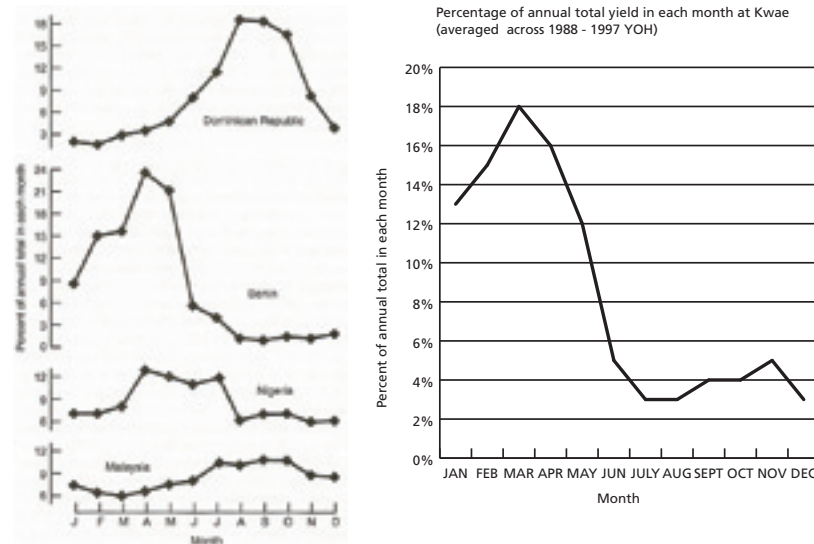 Percent of annual total in each month
18
15
12
9
6
3
Dominican Republic
24
21
18
15
12
9
6
3
0
Benin
12
9
6
Nigeria
12
9
6
Malaysia
J F M A M J J A S O N D
Month
Percentage of annual total yield in each month at Kwae
(averaged across 1988 - 1997 YOH)
Percent of annual total in each month
20%
18%
16%
14%
12%
10%
8%
6%
4%
2%
0%
JAN FEB MAR APR MAY JUN JULY AUG SEPT OCT NOV DEC
Month